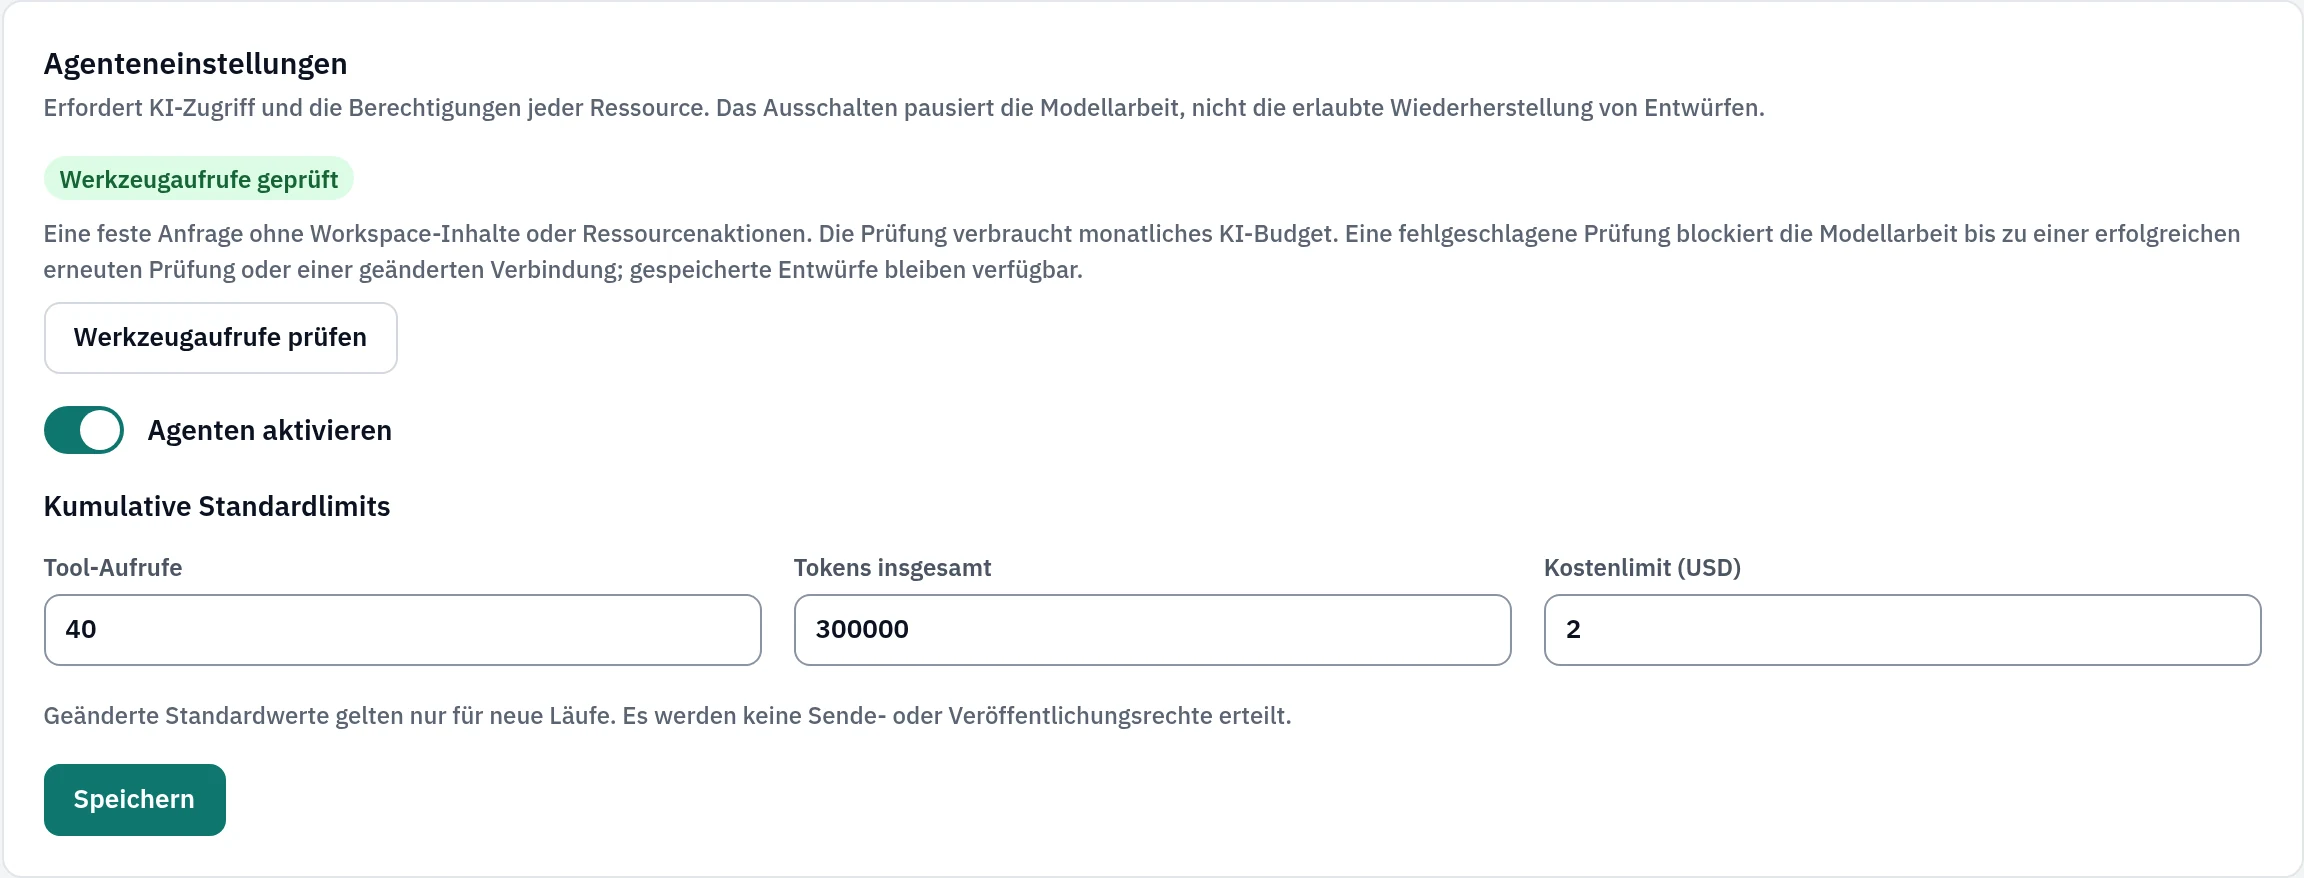 Agenteneinstellungen
Erfordert KI-Zugriff und die Berechtigungen jeder Ressource. Das Ausschalten pausiert die Modellarbeit, nicht die erlaubte Wiederherstellung von Entwürfen.
Werkzeugaufrufe geprüft
Eine feste Anfrage ohne Workspace-Inhalte oder Ressourcenaktionen. Die Prüfung verbraucht monatliches KI-Budget. Eine fehlgeschlagene Prüfung blockiert die Modellarbeit bis zu einer erfolgreichen
erneuten Prüfung oder einer geänderten Verbindung; gespeicherte Entwürfe bleiben verfügbar.
Werkzeugaufrufe prüfen
Agenten aktivieren
Kumulative Standardlimits
Tool-Aufrufe
Tokens insgesamt
Kostenlimit (USD)
40
300000
2
Geänderte Standardwerte gelten nur für neue Läufe. Es werden keine Sende- oder Veröffentlichungsrechte erteilt.
Speichern